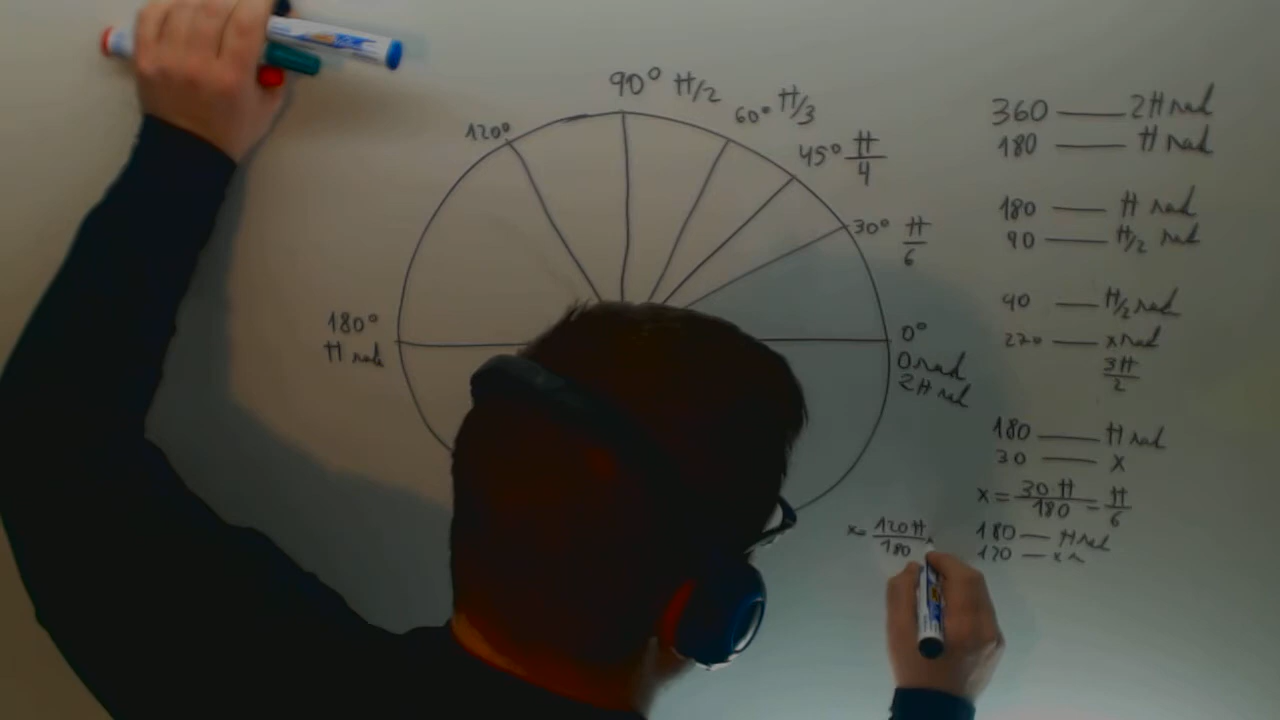 90° π/2
60° π/3
120°
45° π/4
30° π/6
180°
π rad
0°
0 rad
2π rad
360 — 2π rad
180 — π rad
180 — π rad
90 — π/2 rad
90 — π/2 rad
270 — x rad
3π/2
180 — π rad
30 — x
x = 30π/180 = π/6
180 — π rad
120 — x
x = 120π/180